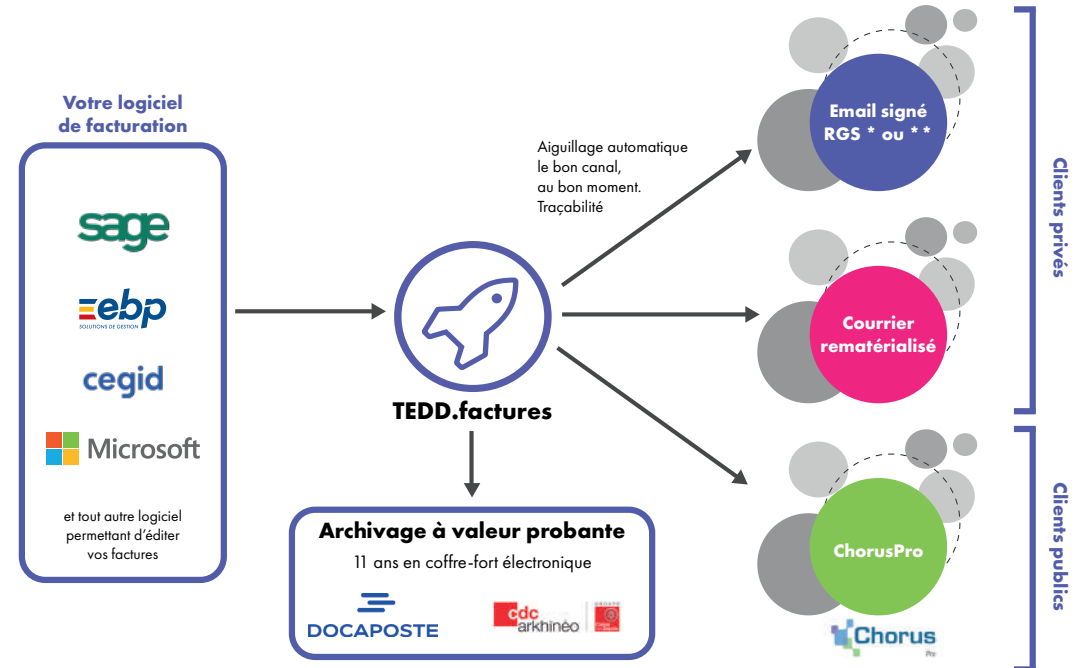 Votre logiciel
de facturation
sage
ebp
SOLUTIONS DE GESTION
cegid
Microsoft
et tout autre logiciel
permettant d'éditer
vos factures
TEDD.factures
Archivage à valeur probante
11 ans en coffre-fort électronique
DOCAPOSTE
cdc
arkhinéo
GROUPE
Aiguillage automatique
le bon canal,
au bon moment.
Traçabilité
Email signé
RGS * ou **
Courrier
rematérialisé
ChorusPro
Chorus
Pro
Clients privés
Clients publics